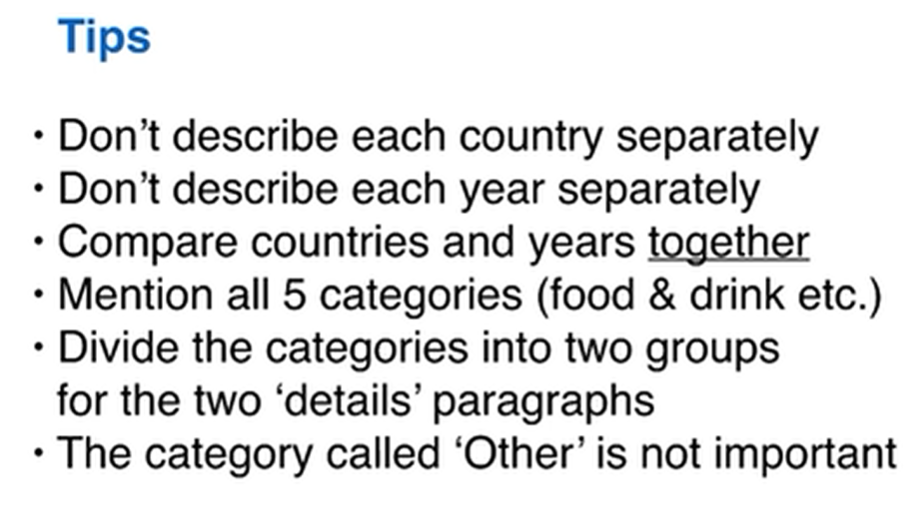 Tips
· Don’t describe each country separately
· Don’t describe each year separately
· Compare countries and years together
· Mention all 5 categories (food & drink etc.)
· Divide the categories into two groups
for the two ‘details’ paragraphs
· The category called ‘Other’ is not important